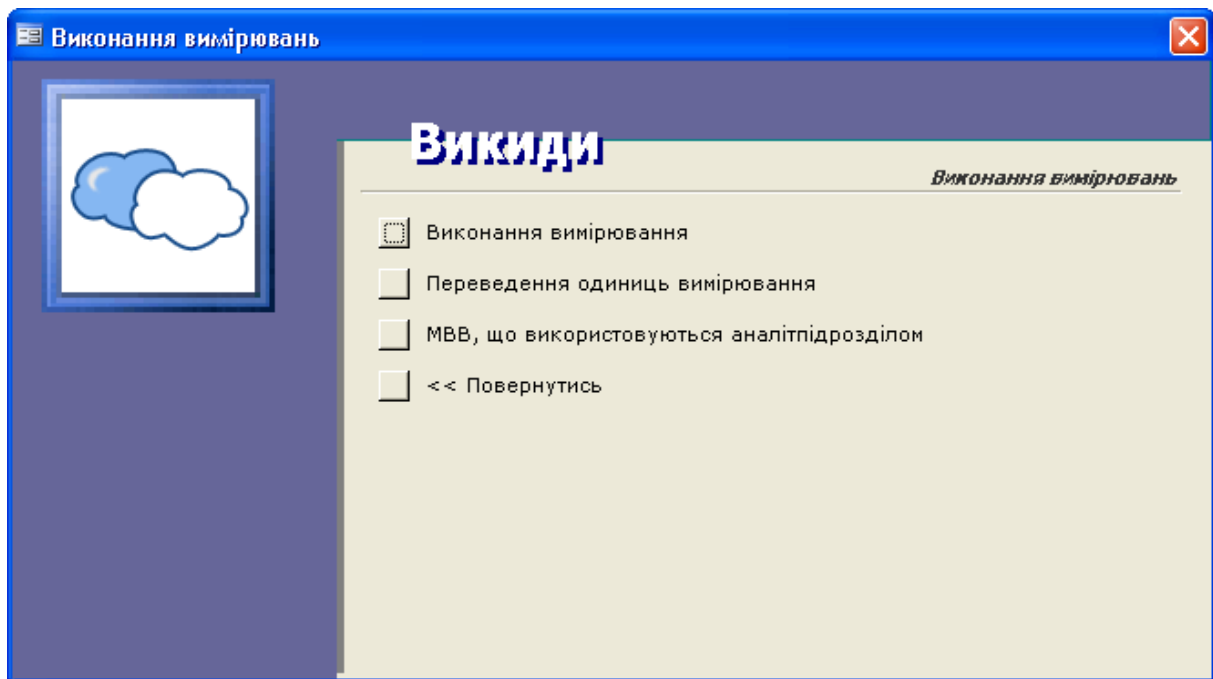 Виконання вимірювань
Викиди
Виконання вимірювань
Виконання вимірювання
Переведення одиниць вимірювання
МВВ, що використовуються аналітпідрозділом
<< Повернутись